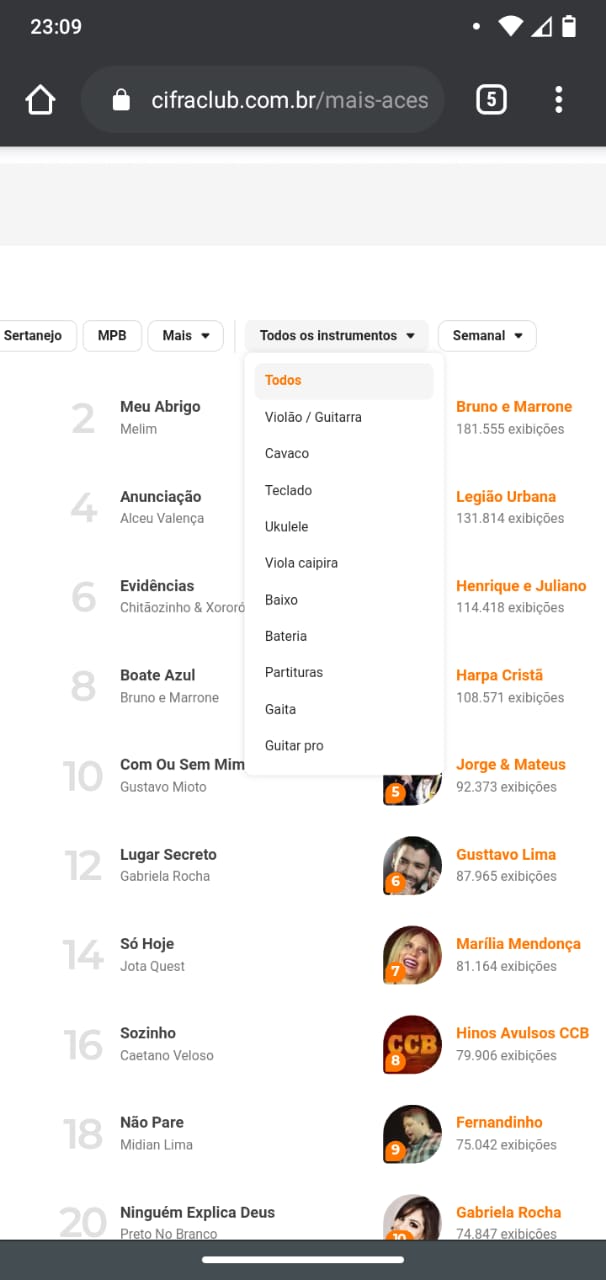 23:09
cifraclub.com.br/mais-aces
5
Sertanejo
MPB
Mais
Todos os instrumentos
Semanal
Todos
Violão / Guitarra
Cavaco
Teclado
Ukulele
Viola caipira
Baixo
Bateria
Partituras
Gaita
Guitar pro
2
Meu Abrigo
Melim
4
Anunciação
Alceu Valença
6
Evidências
Chitãozinho & Xororó
8
Boate Azul
Bruno e Marrone
10
Com Ou Sem Mim
Gustavo Mioto
12
Lugar Secreto
Gabriela Rocha
14
Só Hoje
Jota Quest
16
Sozinho
Caetano Veloso
18
Não Pare
Midian Lima
20
Ninguém Explica Deus
Preto No Branco
Bruno e Marrone
181.555 exibições
Legião Urbana
131.814 exibições
Henrique e Juliano
114.418 exibições
Harpa Cristã
108.571 exibições
5
Jorge & Mateus
92.373 exibições
6
Gusttavo Lima
87.965 exibições
7
Marília Mendonça
81.164 exibições
CCB
8
Hinos Avulsos CCB
79.906 exibições
9
Fernandinho
75.042 exibições
10
Gabriela Rocha
74.847 exibições